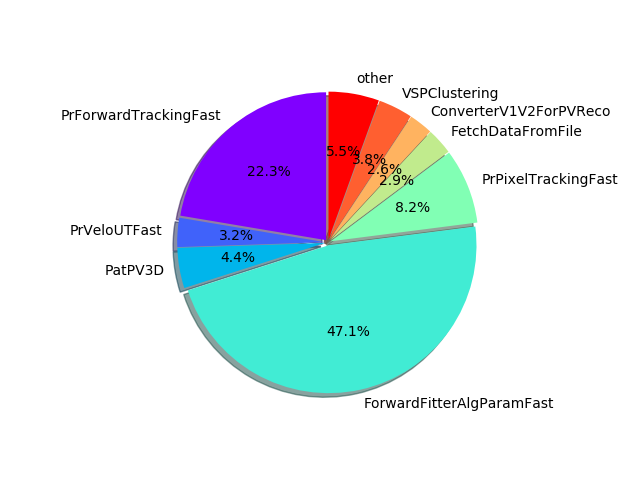 other
VSPClustering
ConverterV1V2ForPVReco
FetchDataFromFile
PrForwardTrackingFast
5.5%
3.8%
2.6%
2.9%
22.3%
PrPixelTrackingFast
8.2%
PrVeloUTFast
3.2%
4.4%
PatPV3D
47.1%
ForwardFitterAlgParamFast